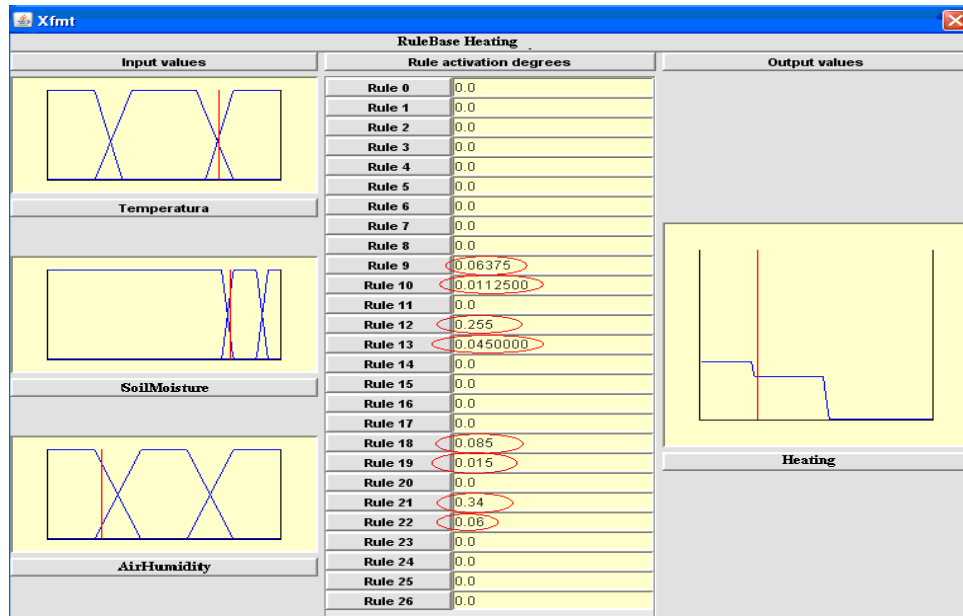 Xfmt
RuleBase Heating
Input values
Rule activation degrees
Output values
Temperatura
SoilMoisture
AirHumidity
Rule 0 0.0
Rule 1 0.0
Rule 2 0.0
Rule 3 0.0
Rule 4 0.0
Rule 5 0.0
Rule 6 0.0
Rule 7 0.0
Rule 8 0.0
Rule 9 0.06375
Rule 10 0.0112500
Rule 11 0.0
Rule 12 0.255
Rule 13 0.0450000
Rule 14 0.0
Rule 15 0.0
Rule 16 0.0
Rule 17 0.0
Rule 18 0.085
Rule 19 0.015
Rule 20 0.0
Rule 21 0.34
Rule 22 0.06
Rule 23 0.0
Rule 24 0.0
Rule 25 0.0
Rule 26 0.0
Heating